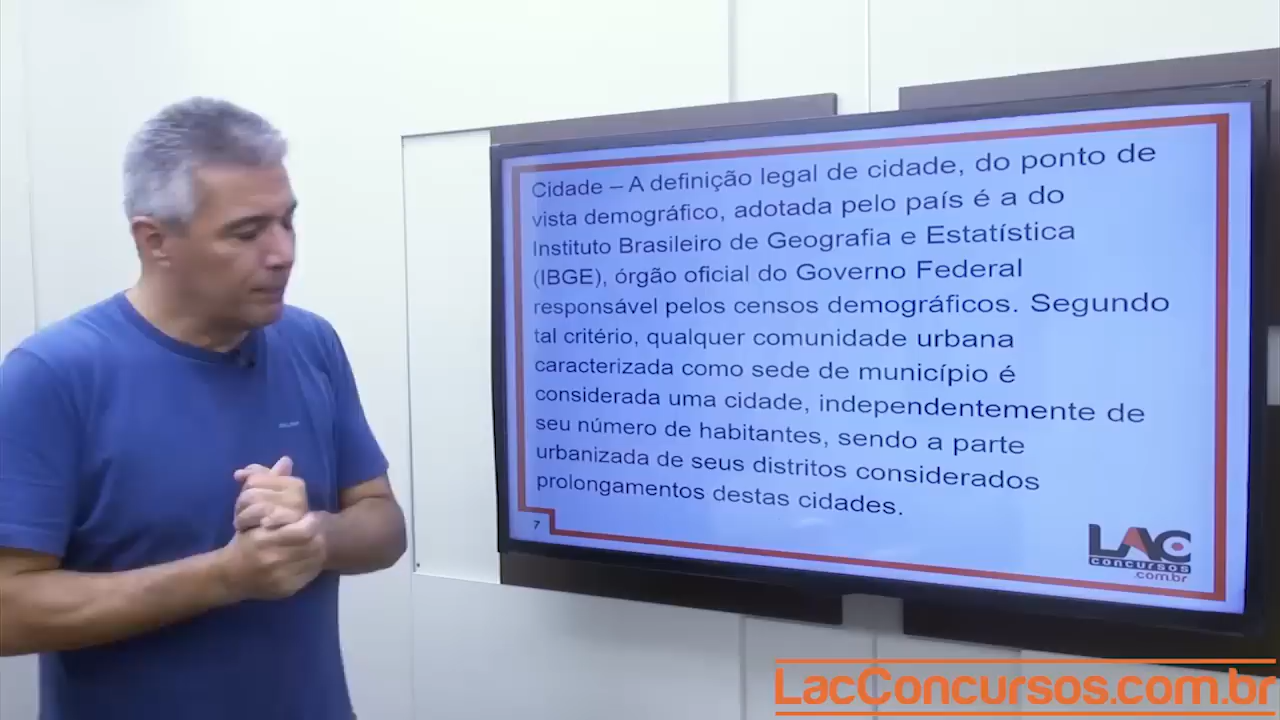 Cidade – A definição legal de cidade, do ponto de
vista demográfico, adotada pelo país é a do
Instituto Brasileiro de Geografia e Estatística
(IBGE), órgão oficial do Governo Federal
responsável pelos censos demográficos. Segundo
tal critério, qualquer comunidade urbana
caracterizada como sede de município é
considerada uma cidade, independentemente de
seu número de habitantes, sendo a parte
urbanizada de seus distritos considerados
prolongamentos destas cidades.
7
LAC
concursos
.com.br
LacConcursos.com.br